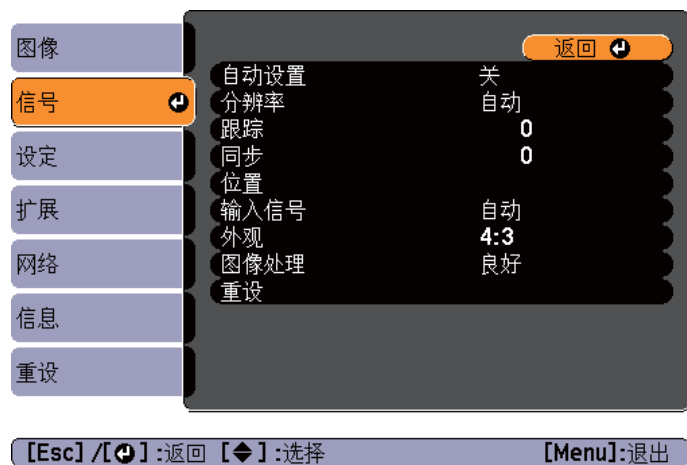 图像
信号
设定
扩展
网络
信息
重设
返回
自动设置 关
分辨率 自动
跟踪 0
同步 0
位置
输入信号 自动
外观 4:3
图像处理 良好
重设
[Esc] /[ ] :返回 [ ] :选择 [Menu]:退出